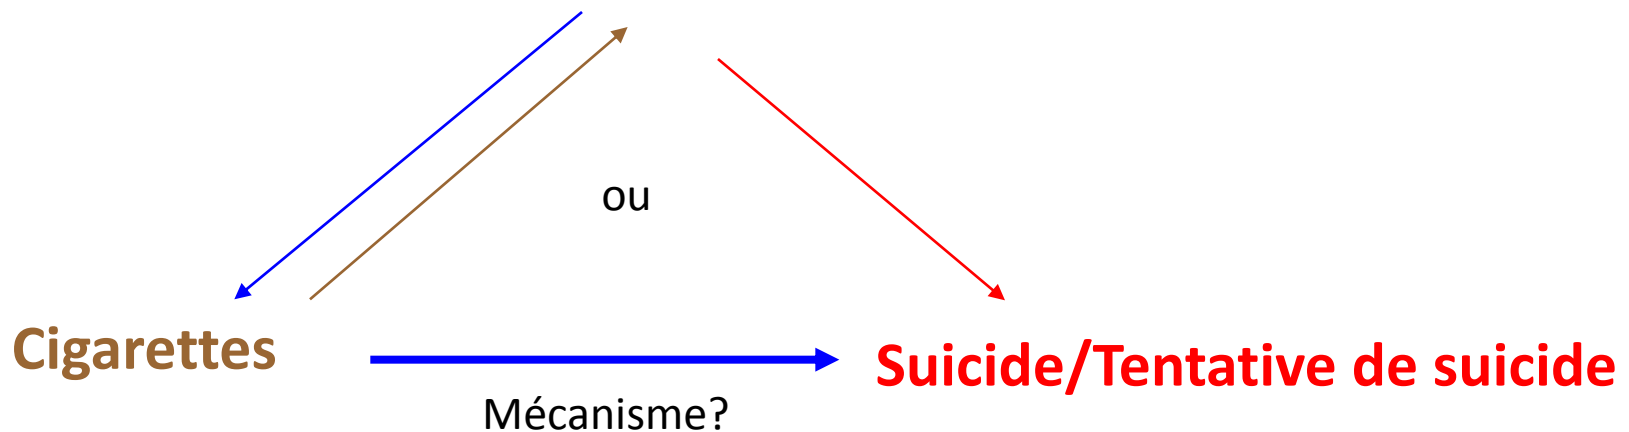 ou
Cigarettes
Suicide/Tentative de suicide
Mécanisme?